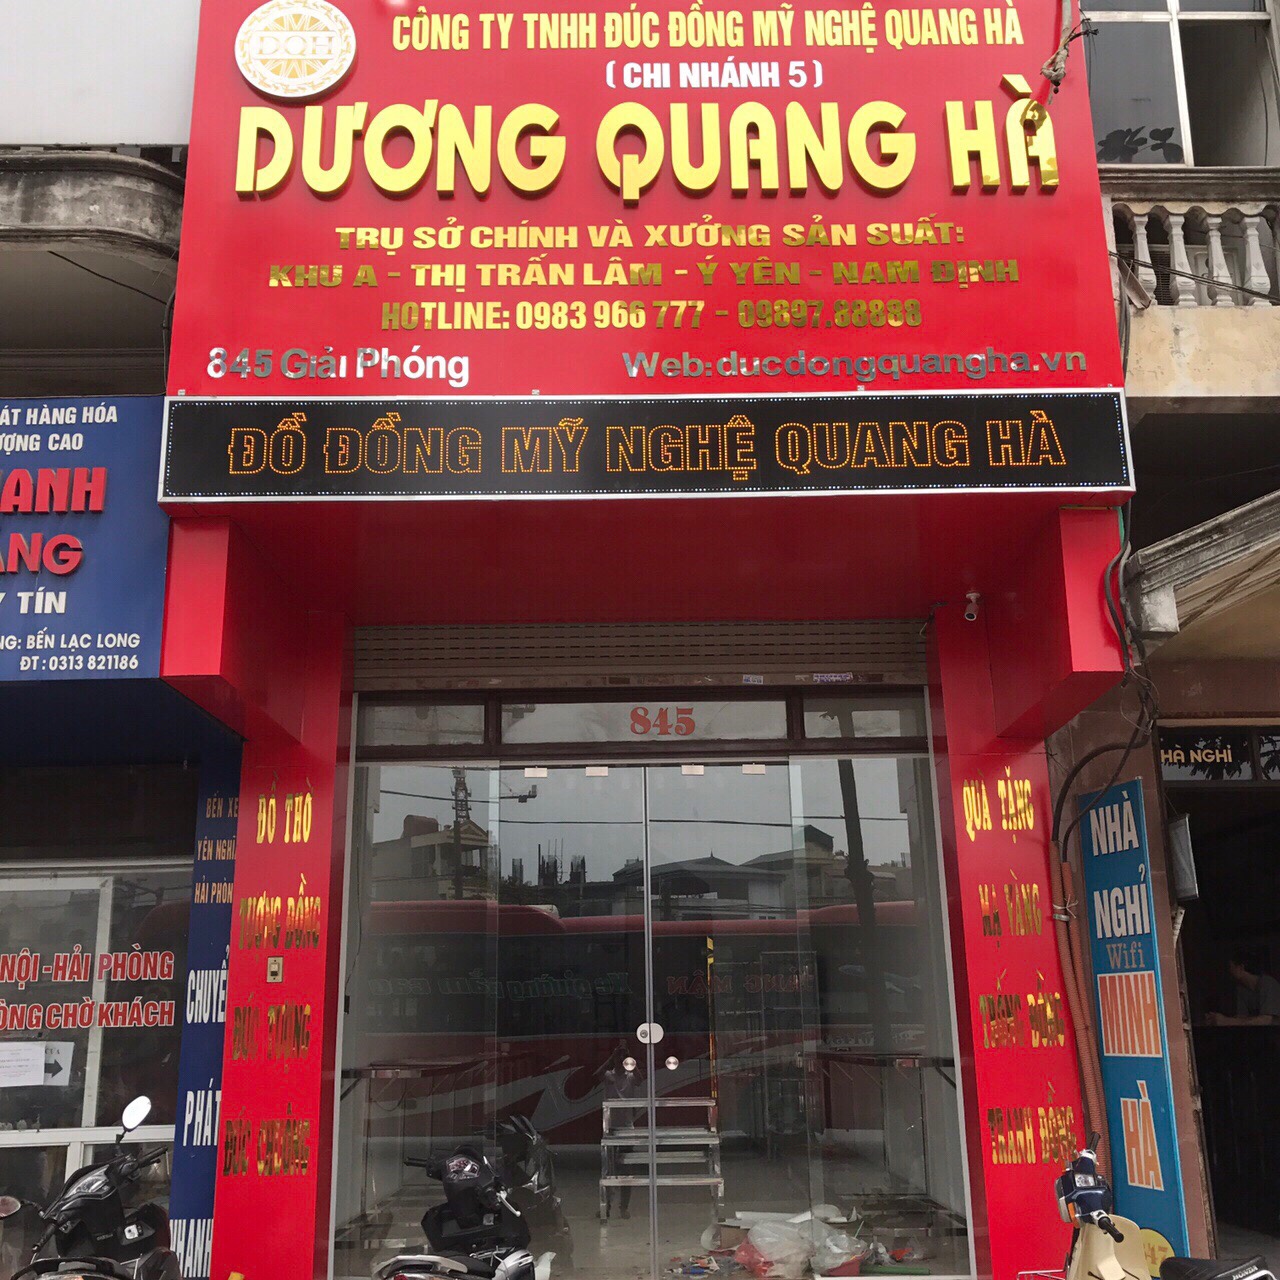 DQH
CÔNG TY TNHH ĐÚC ĐỒNG MỸ NGHỆ QUANG HÀ
( CHI NHÁNH 5 )
DƯƠNG QUANG HÀ
TRỤ SỞ CHÍNH VÀ XƯỞNG SẢN SUẤT:
KHU A - THỊ TRẤN LÂM - Ý YÊN - NAM ĐỊNH
HOTLINE: 0983 966 777 - 09897.88888
845 Giải Phóng
Web:ducdongquangha.vn
ĐỒ ĐỒNG MỸ NGHỆ QUANG HÀ
ÁT HÀNG HÓA
ƯỢNG CAO
ANH
ANG
Y TÍN
NG: BẾN LẠC LONG
ĐT : 0313 821186
845
ĐỒ THỜ
TƯỢNG ĐỒNG
ĐÚC TƯỢNG
ĐÚC CHUÔNG
QUÀ TẶNG
MẠ VÀNG
TRỐNG ĐỒNG
TRANH ĐỒNG
BẾN XE
YÊN NGHĨA
HẢI PHÒN
CHUYỂ
PHÁT
NHANH
NỘI - HẢI PHÒNG
ÒNG CHỜ KHÁCH
HÀ NGHỈ
NHÀ
NGHỈ
Wifi
MINH
HÀ